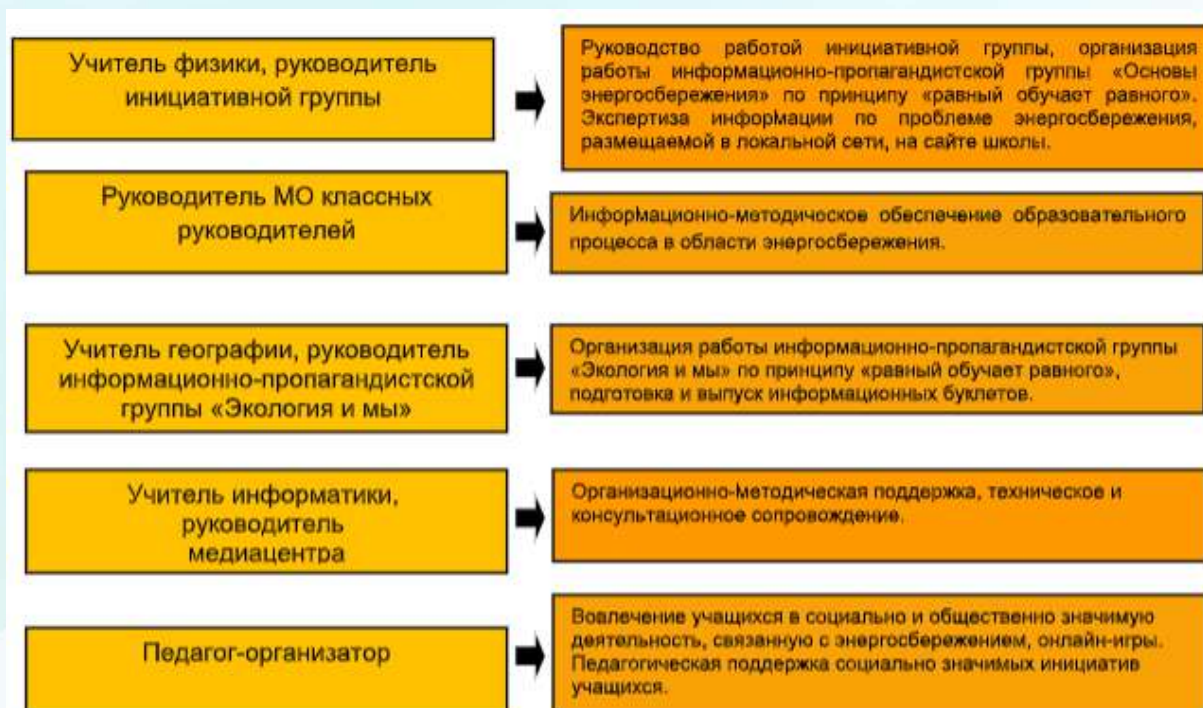 Учитель физики, руководитель
инициативной группы
Руководство работой инициативной группы, организация
работы информационно-пропагандистской группы «Основы
энергосбережения» по принципу «равный обучает равного».
Экспертиза информации по проблеме энергосбережения,
размещаемой в локальной сети, на сайте школы.
Руководитель МО классных
руководителей
Информационно-методическое обеспечение образовательного
процесса в области энергосбережения.
Учитель географии, руководитель
информационно-пропагандистской
группы «Экология и мы»
Организация работы информационно-пропагандистской группы
«Экология и мы» по принципу «равный обучает равного»,
подготовка и выпуск информационных буклетов.
Учитель информатики,
руководитель
медиацентра
Организационно-методическая поддержка, техническое и
консультационное сопровождение.
Педагог-организатор
Вовлечение учащихся в социально и общественно значимую
деятельность, связанную с энергосбережением, онлайн-игры.
Педагогическая поддержка социально значимых инициатив
учащихся.